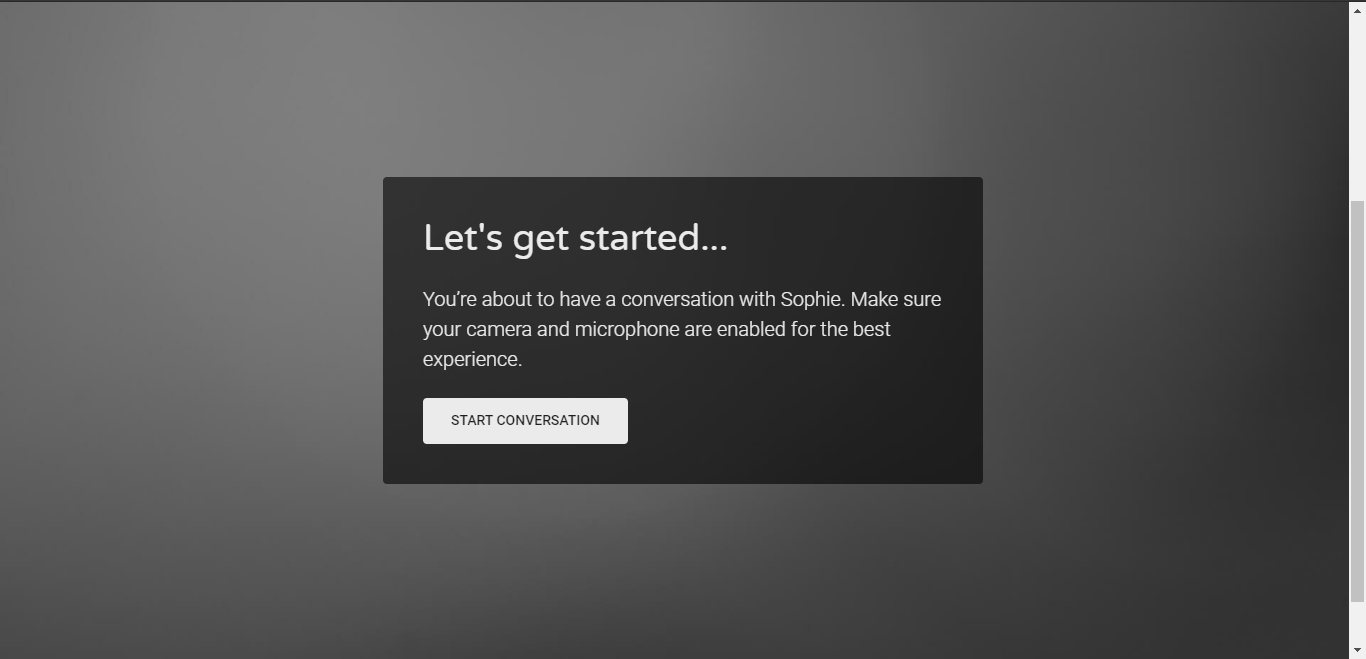 Let's get started...
You’re about to have a conversation with Sophie. Make sure
your camera and microphone are enabled for the best
experience.
START CONVERSATION